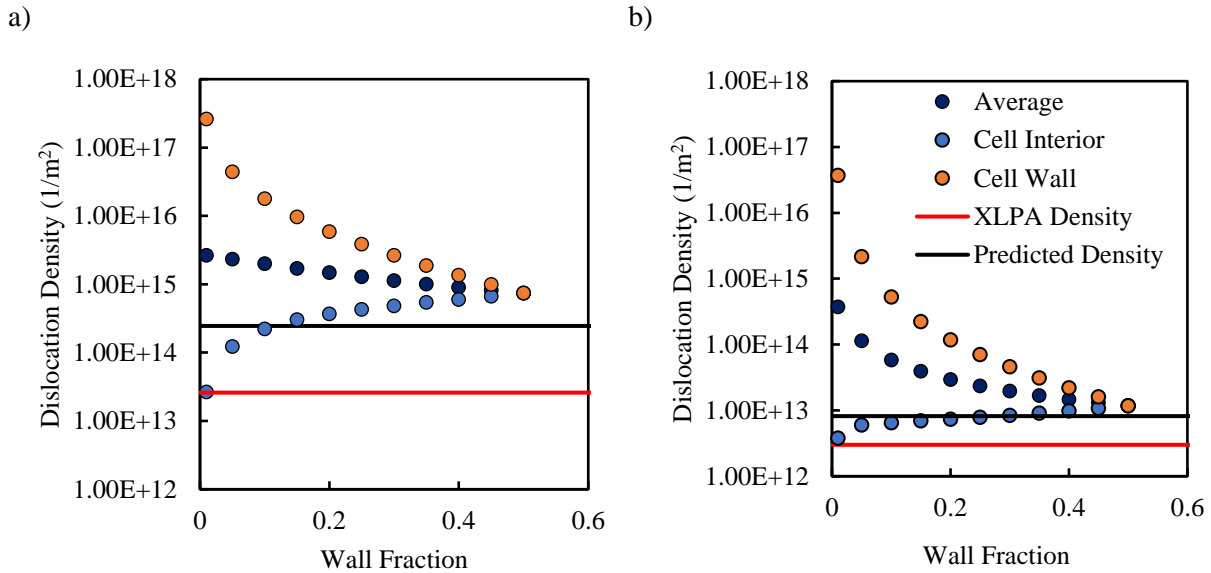 a)
1.00E+18
1.00E+17
1.00E+16
1.00E+15
1.00E+14
1.00E+13
1.00E+12
Dislocation Density (1/m²)
0
0.2
0.4
0.6
Wall Fraction
b)
1.00E+18
1.00E+17
1.00E+16
1.00E+15
1.00E+14
1.00E+13
1.00E+12
Dislocation Density (1/m²)
Average
Cell Interior
Cell Wall
XLPA Density
Predicted Density
0
0.2
0.4
0.6
Wall Fraction